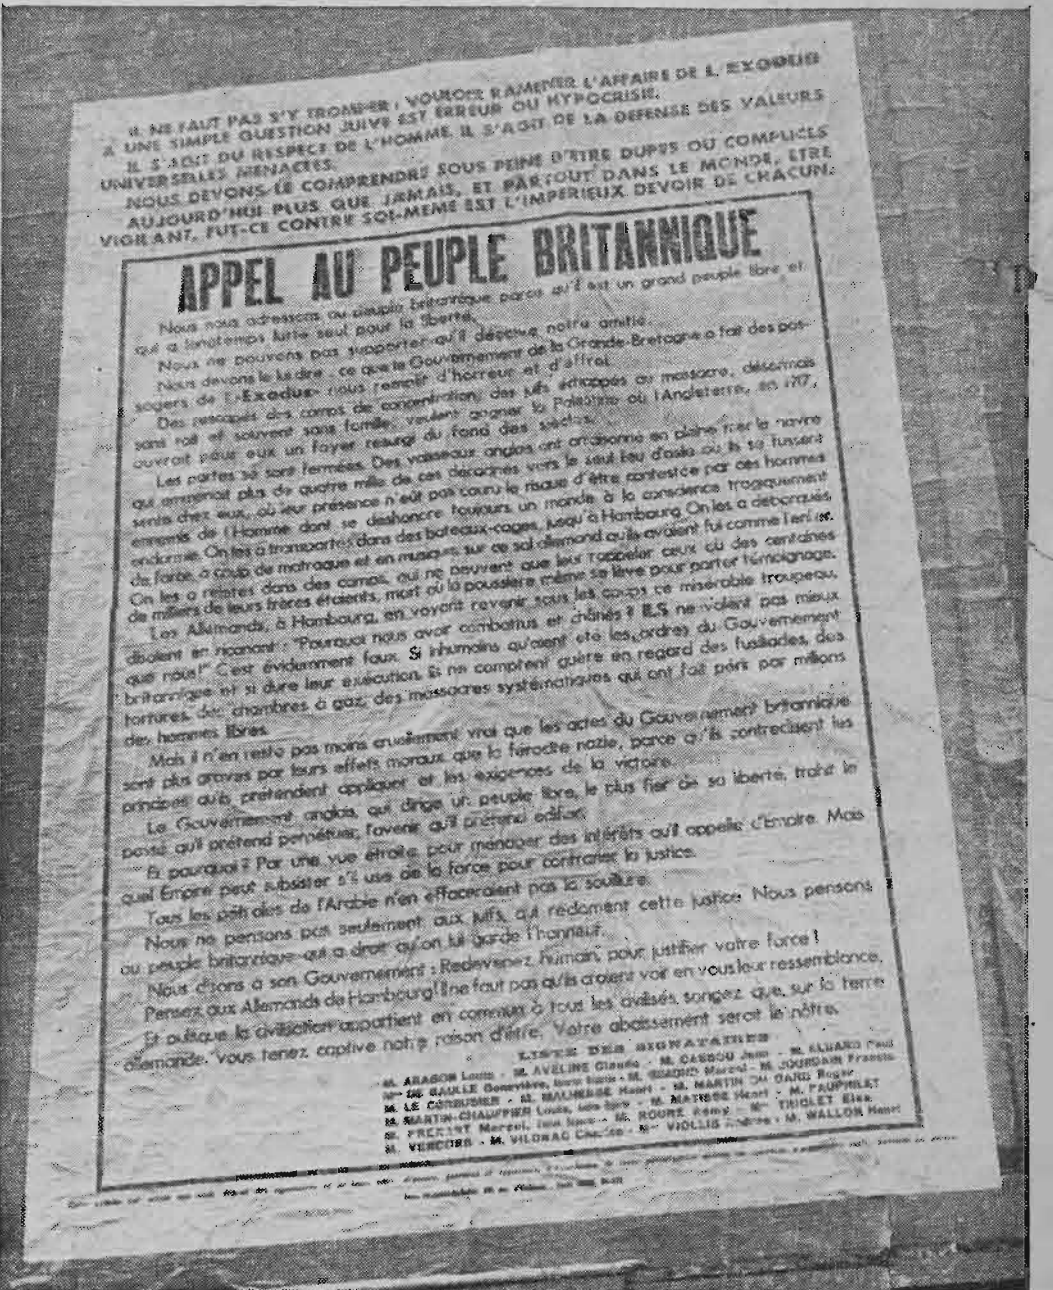 IL NE FAUT PAS S'Y TROMPER : VOULOIR RAMENER L'AFFAIRE DE L'EXODUS
A UNE SIMPLE QUESTION JUIVE EST ERREUR OU HYPOCRISIE.
IL S'AGIT DU RESPECT DE L'HOMME. IL S'AGIT DE LA DEFENSE DES VALEURS
UNIVERSELLES MENACEES.
NOUS DEVONS LE COMPRENDRE SOUS PEINE D'ETRE DUPES OU COMPLICES
AUJOURD'HUI PLUS QUE JAMAIS, ET PARTOUT DANS LE MONDE, ETRE
VIGILANT, FUT-CE CONTRE SOI-MEME EST L'IMPERIEUX DEVOIR DE CHACUN.
APPEL AU PEUPLE BRITANNIQUE
Nous nous adressons au peuple britannique parce qu'il est un grand peuple libre et
qui a longtemps lutté seul pour la liberté.
Nous ne pouvons pas supporter qu'il déçoive notre amitié.
Nous devons le lui dire : ce que le Gouvernement de la Grande-Bretagne a fait des pas-
sagers de l'«Exodus» nous remplit d'horreur et d'effroi.
Des rescapés des camps de concentration, des juifs échappés au massacre, désormais
sans toit et souvent sans famille, veulent gagner la Palestine où l'Angleterre, en 1917,
ouvrait pour eux un foyer resurgi du fond des siècles.
Les portes se sont fermées. Des vaisseaux anglais ont arraisonné en pleine mer le navire
qui emmenait plus de quatre mille de ces décadnes vers le seul lieu d'asile où ils se fussent
sentis chez eux, où leur présence n'eût pas couru le risque d'être contestée par ces hommes
ennemis de l'Homme dont se deshonore toujours un monde à la conscience tragiquement
endormie. On les a transportés dans des bateaux-cages, jusqu'à Hambourg. On les a débarqués
de force, à coup de matraque et en musique, sur ce sol allemand qu'ils avaient fui comme l'enfer.
On les a rejetés dans des camps, qui ne peuvent que leur rappeler ceux où des centaines
de milliers de leurs frères étaients, mort où la poussière même se lève pour porter témoignage.
Les Allemands, à Hambourg, en voyant revenir sous les coups ce misérable troupeau,
disaient en ricanant : "Pourquoi nous avoir combattus et chânés ? ILS ne valent pas mieux
que nous!" C'est évidemment faux. Si inhumains qu'aient été les ordres du Gouvernement
britannique et si dure leur exécution, ils ne comptent guère en regard des fusillades, des
tortures, des chambres à gaz, des massacres systématiques qui ont fait périr par millions
des hommes libres.
Mais il n'en reste pas moins cruellement vrai que les actes du Gouvernement britannique
sont plus graves par leurs effets moraux que la férocité nazie, parce qu'ils contredisent les
principes qu'ils prétendent appliquer et les exigences de la victoire.
Le Gouvernement anglais, qui dirige un peuple libre, le plus fier de sa liberté, trahit le
passé qu'il prétend perpétuer, l'avenir qu'il prétend édifier.
Et pourquoi ? Par une vue étroite, pour ménager des intérêts qu'il appelle d'Empire. Mais
quel Empire peut subsister s'il use de la force pour contrarier la justice.
Tous les pétroles de l'Arabie n'en effaceraient pas la souillure.
Nous ne pensons pas seulement aux juifs, qui réclament cette justice. Nous pensons
au peuple britannique qui a droit qu'on lui garde l'honneur.
Nous disons à son Gouvernement : Redevenez humain, pour justifier votre force !
Pensez aux Allemands de Hambourg! Il ne faut pas qu'ils croient voir en vous leur ressemblance.
Et puisque la civilisation appartient en commun à tous les civilisés, songez que, sur la terre
allemande, vous tenez captive notre raison d'être. Votre abaissement serait le nôtre.
LISTE DES SIGNATAIRES
M. ARAGON Louis - M. AVELINE Claude - M. CASSOU Jean - M. ELUARD Paul
Mme DE GAULLE Geneviève - M. MALHERBE Henri - M. JOURDAIN Francis
M. LE CORBUSIER - M. MARTIN DU GARD Roger
M. MARTIN-CHAUFFIER Louis - M. MATISSE Henri - M. PAUPHILET
M. PRENANT Marcel - M. ROURE Rémy - Mme TRIOLET Elsa
M. VERCORS - M. VILDRAC Charles - Mme VIOLLIS Andrée - M. WALLON Henri